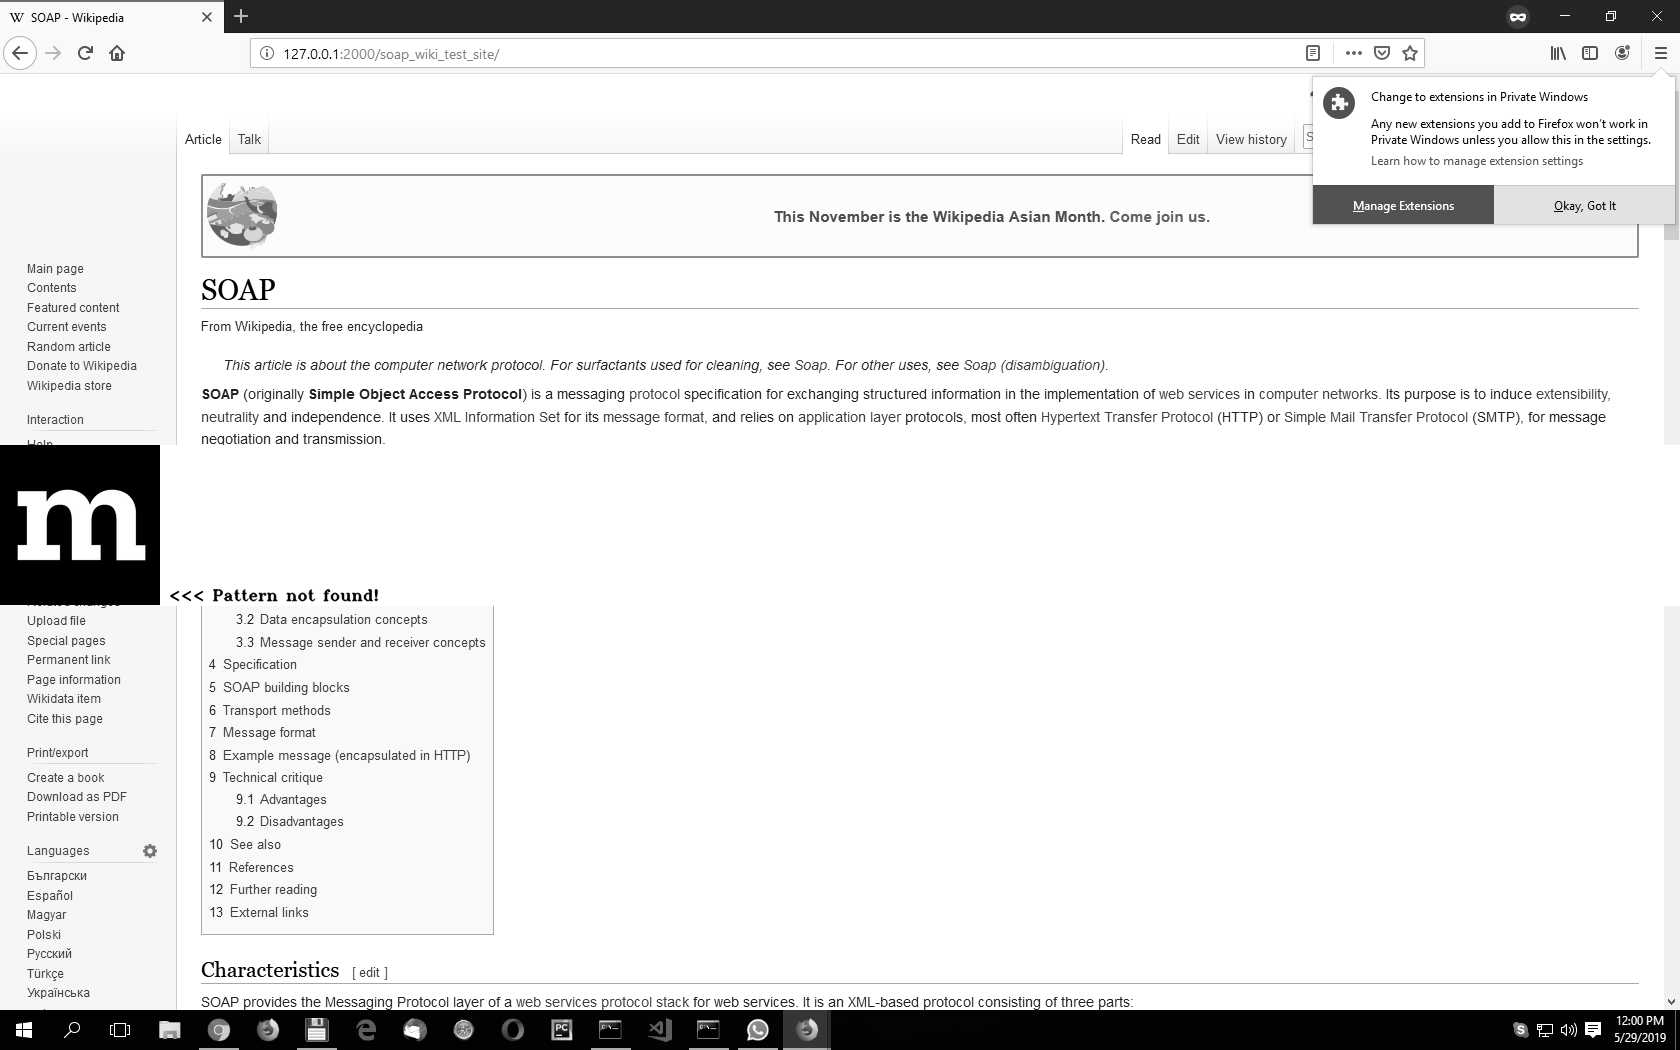 SOAP - Wikipedia
127.0.0.1:2000/soap_wiki_test_site/
Change to extensions in Private Windows
Any new extensions you add to Firefox won't work in
Private Windows unless you allow this in the settings.
Learn how to manage extension settings
Manage Extensions
Okay, Got It
Article
Talk
Read
Edit
View history
This November is the Wikipedia Asian Month. Come join us.
SOAP
From Wikipedia, the free encyclopedia
This article is about the computer network protocol. For surfactants used for cleaning, see Soap. For other uses, see Soap (disambiguation).
SOAP (originally Simple Object Access Protocol) is a messaging protocol specification for exchanging structured information in the implementation of web services in computer networks. Its purpose is to induce extensibility,
neutrality and independence. It uses XML Information Set for its message format, and relies on application layer protocols, most often Hypertext Transfer Protocol (HTTP) or Simple Mail Transfer Protocol (SMTP), for message
negotiation and transmission.
Main page
Contents
Featured content
Current events
Random article
Donate to Wikipedia
Wikipedia store
Interaction
Help
m
<<< Pattern not found!
Related changes
Upload file
Special pages
Permanent link
Page information
Wikidata item
Cite this page
Print/export
Create a book
Download as PDF
Printable version
Languages
Български
Español
Magyar
Polski
Русский
Türkçe
Українська
3.2 Data encapsulation concepts
3.3 Message sender and receiver concepts
4 Specification
5 SOAP building blocks
6 Transport methods
7 Message format
8 Example message (encapsulated in HTTP)
9 Technical critique
9.1 Advantages
9.2 Disadvantages
10 See also
11 References
12 Further reading
13 External links
Characteristics [ edit ]
SOAP provides the Messaging Protocol layer of a web services protocol stack for web services. It is an XML-based protocol consisting of three parts:
12:00 PM
5/29/2019